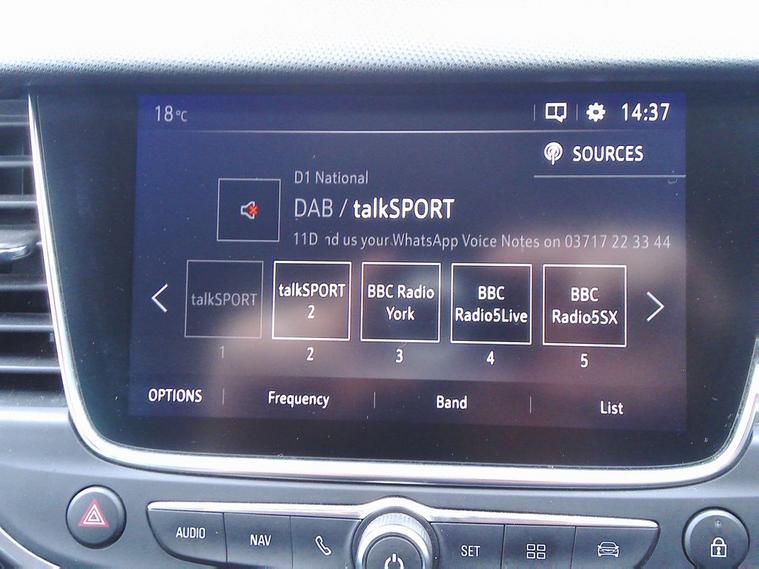 18°C 14:37
SOURCES
D1 National
DAB / talkSPORT
11D nd us your WhatsApp Voice Notes on 03717 22 33 44
talkSPORT
talkSPORT
2
BBC Radio
York
BBC
Radio5Live
BBC
Radio5SX
1 2 3 4 5
OPTIONS Frequency Band List
AUDIO NAV SET